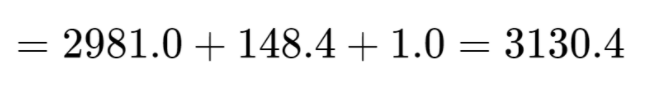 = 2981.0 + 148.4 + 1.0 = 3130.4